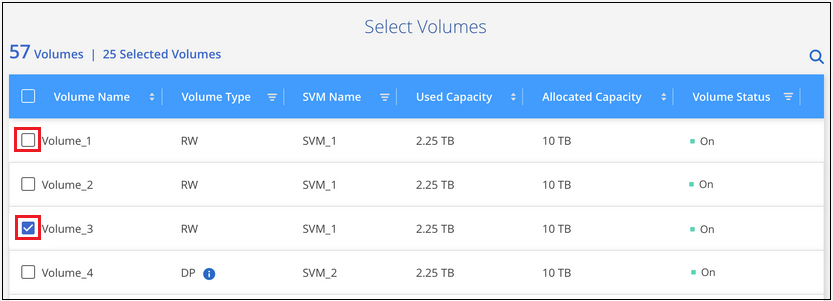 Select Volumes
57 Volumes | 25 Selected Volumes
Volume Name Volume Type SVM Name Used Capacity Allocated Capacity Volume Status
Volume_1 RW SVM_1 2.25 TB 10 TB On
Volume_2 RW SVM_1 2.25 TB 10 TB On
Volume_3 RW SVM_1 2.25 TB 10 TB On
Volume_4 DP SVM_2 2.25 TB 10 TB On